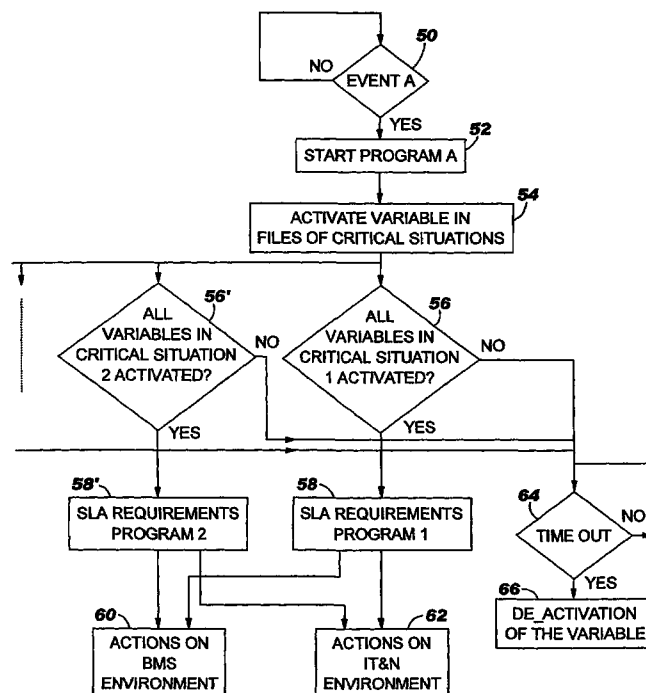 50
NO
EVENT A
YES
52
START PROGRAM A
54
ACTIVATE VARIABLE IN
FILES OF CRITICAL SITUATIONS
56'
ALL
VARIABLES IN
CRITICAL SITUATION
2 ACTIVATED?
NO
YES
56
ALL
VARIABLES IN
CRITICAL SITUATION
1 ACTIVATED?
NO
YES
58'
SLA REQUIREMENTS
PROGRAM 2
58
SLA REQUIREMENTS
PROGRAM 1
64
TIME OUT
NO
YES
60
ACTIONS ON
BMS
ENVIRONMENT
62
ACTIONS ON
IT&N
ENVIRONMENT
66
DE_ACTIVATION
OF THE VARIABLE